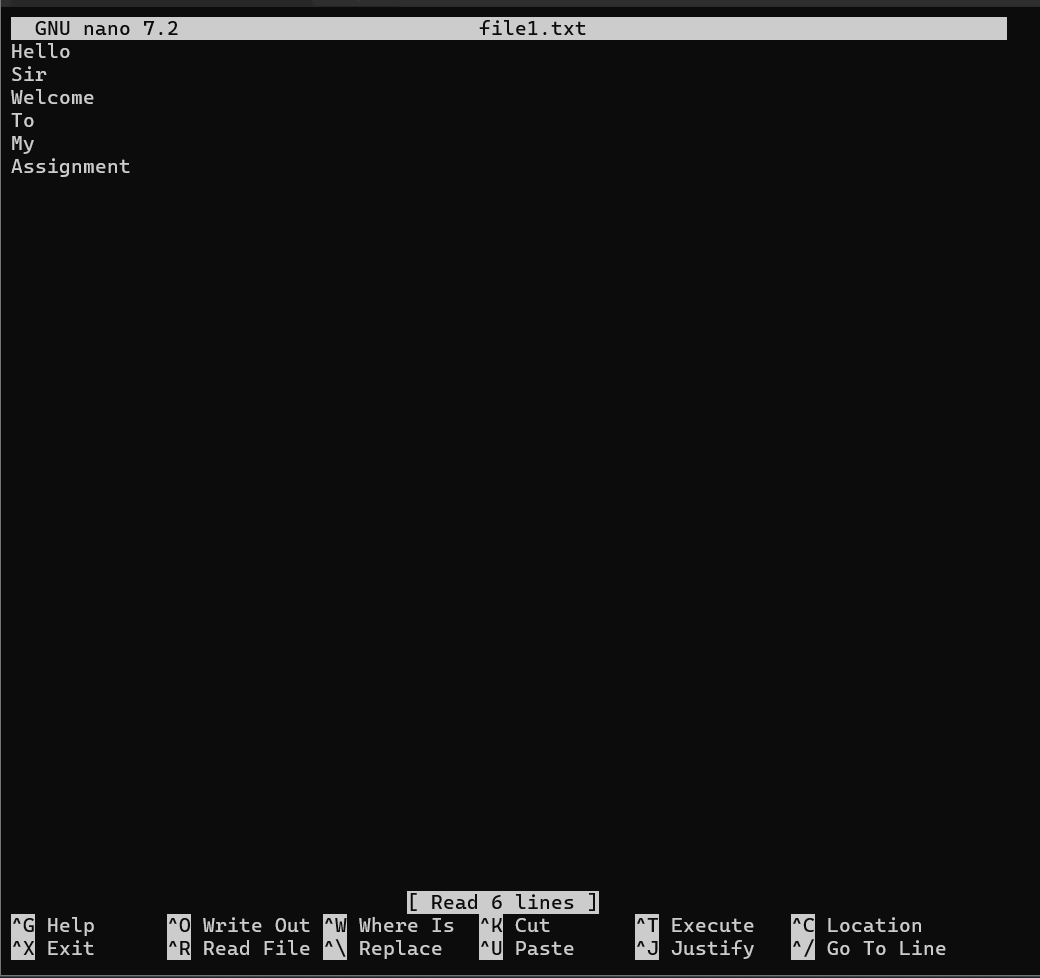 GNU nano 7.2 file1.txt
Hello
Sir
Welcome
To
My
Assignment
[ Read 6 lines ]
^G Help ^O Write Out ^W Where Is ^K Cut ^T Execute ^C Location
^X Exit ^R Read File ^\ Replace ^U Paste ^J Justify ^/ Go To Line